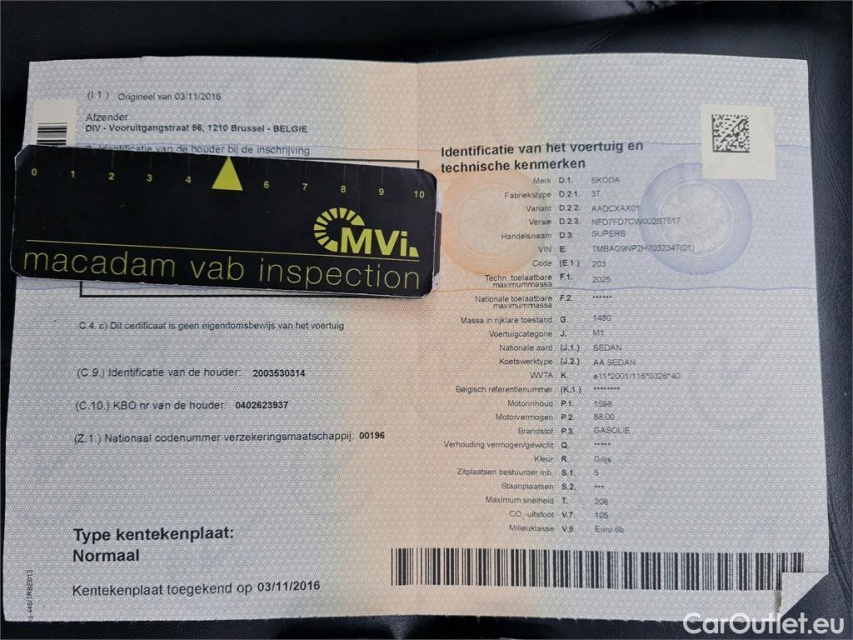 (I.1.) Origineel van 03/11/2016
Afzender
DIV - Vooruitgangstraat 56, 1210 Brussel - BELGIE
Identificatie van de houder bij de inschrijving
0 1 2 3 4 6 7 8 9 10
MVi.
macadam vab inspection
C.4. c) Dit certificaat is geen eigendomsbewijs van het voertuig
(C.9.) Identificatie van de houder: 2003530314
(C.10.) KBO nr van de houder: 0402623937
(Z.1.) Nationaal codenummer verzekeringsmaatschappij: 00196
Type kentekenplaat:
Normaal
Kentekenplaat toegekend op 03/11/2016
Identificatie van het voertuig en
technische kenmerken
Merk D.1. SKODA
Fabriekstype D.2.1. 3T
Variant D.2.2. AADCXAX01
Versie D.2.3. NFD7FD7CW002ST517
Handelsnaam D.3. SUPERB
VIN E. TMBAG9NP2H7032347(01)
Code (E.1.) 203
Techn. toelaatbare
maximummassa F.1. 2025
Nationale toelaatbare
maximummassa F.2. ******
Massa in rijklare toestand G. 1480
Voertuigcategorie J. M1
Nationale aard (J.1.) SEDAN
Koetswerktype (J.2.) AA SEDAN
WVTA K. e11*2001/116*0326*40
Belgisch referentienummer (K.1.) ********
Motorinhoud P.1. 1598
Motorvermogen P.2. 88,00
Brandstof P.3. GASOLIE
Verhouding vermogen/gewicht Q. *****
Kleur R. Grijs
Zitplaatsen bestuurder inb. S.1. 5
Staanplaatsen S.2. ***
Maximum snelheid T. 206
CO₂-uitstoot V.7. 105
Milieuklasse V.9. Euro 6b
CarOutlet.eu